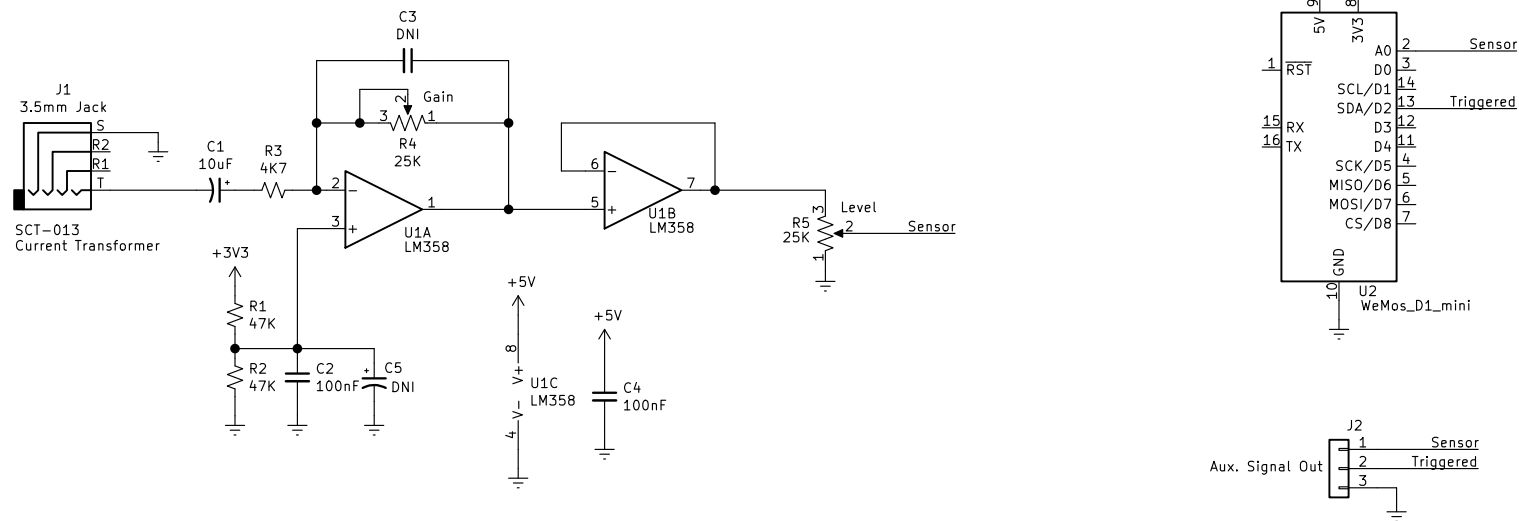 C3
DNI
J1
3.5mm Jack
S
R2
R1
T
SCT-013
Current Transformer
C1
10uF
+
R3
4K7
2
Gain
3
1
R4
25K
2
−
3
+
1
U1A
LM358
+3V3
R1
47K
R2
47K
C2
100nF
+
C5
DNI
6
−
5
+
7
U1B
LM358
3
Level
R5
25K
2
1
Sensor
+5V
8
V+
U1C
LM358
V−
4
+5V
C4
100nF
9
8
5V
3V3
A0
2
Sensor
1
RST
D0
3
SCL/D1
14
SDA/D2
13
Triggered
15
RX
D3
12
16
TX
D4
11
SCK/D5
4
MISO/D6
5
MOSI/D7
6
CS/D8
7
GND
10
U2
WeMos_D1_mini
J2
Aux. Signal Out
1
Sensor
2
Triggered
3